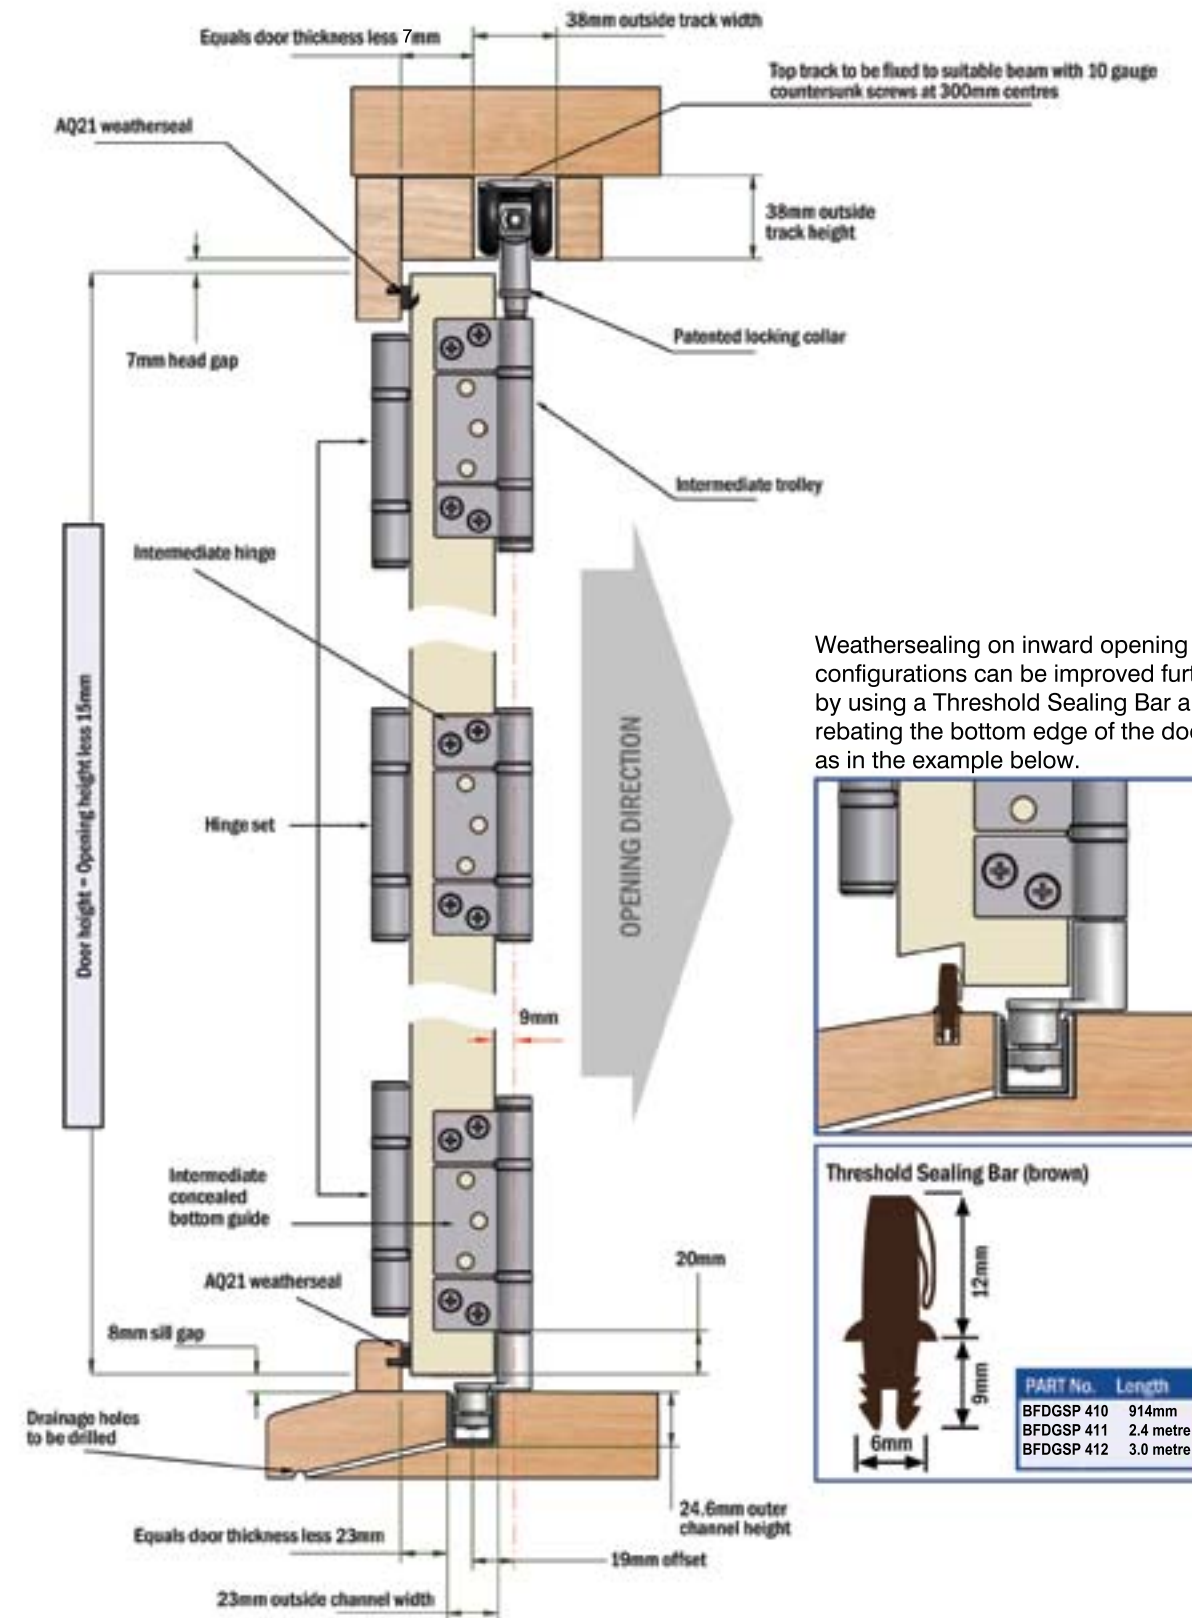 38mm outside track width
Equals door thickness less 7mm
Top track to be fixed to suitable beam with 10 gauge
countersunk screws at 300mm centres
AQ21 weatherseal
38mm outside
track height
7mm head gap
Patented locking collar
Intermediate trolley
Intermediate hinge
Door height = Opening height less 15mm
Hinge set
OPENING DIRECTION
9mm
Intermediate
concealed
bottom guide
20mm
AQ21 weatherseal
8mm sill gap
Drainage holes
to be drilled
24.6mm outer
channel height
Equals door thickness less 23mm
19mm offset
23mm outside channel width
Weathersealing on inward opening
configurations can be improved
by using a Threshold Sealing Bar
rebating the bottom edge of the
as in the example below.
Threshold Sealing Bar (brown)
12mm
9mm
6mm
PART No. Length
BFDGSP 410 914mm
BFDGSP 411 2.4 metre
BFDGSP 412 3.0 metre